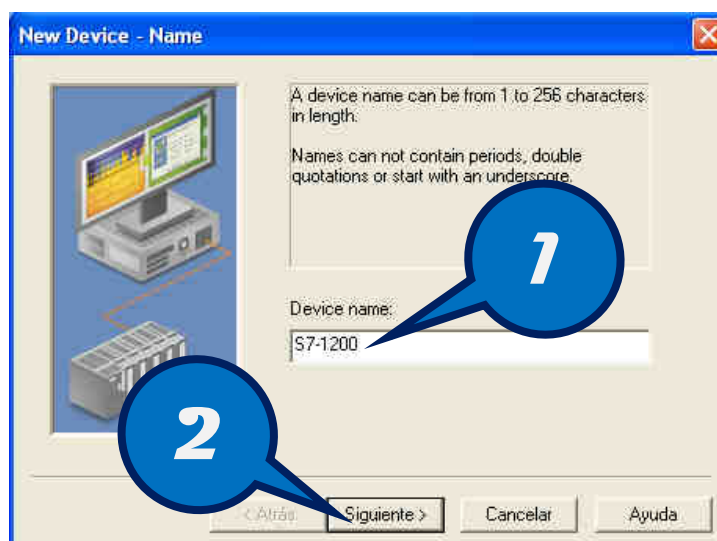 New Device - Name
A device name can be from 1 to 256 characters
in length.
Names can not contain periods, double
quotations or start with an underscore.
1
Device name:
S7-1200
2
< Atrás
Siguiente >
Cancelar
Ayuda